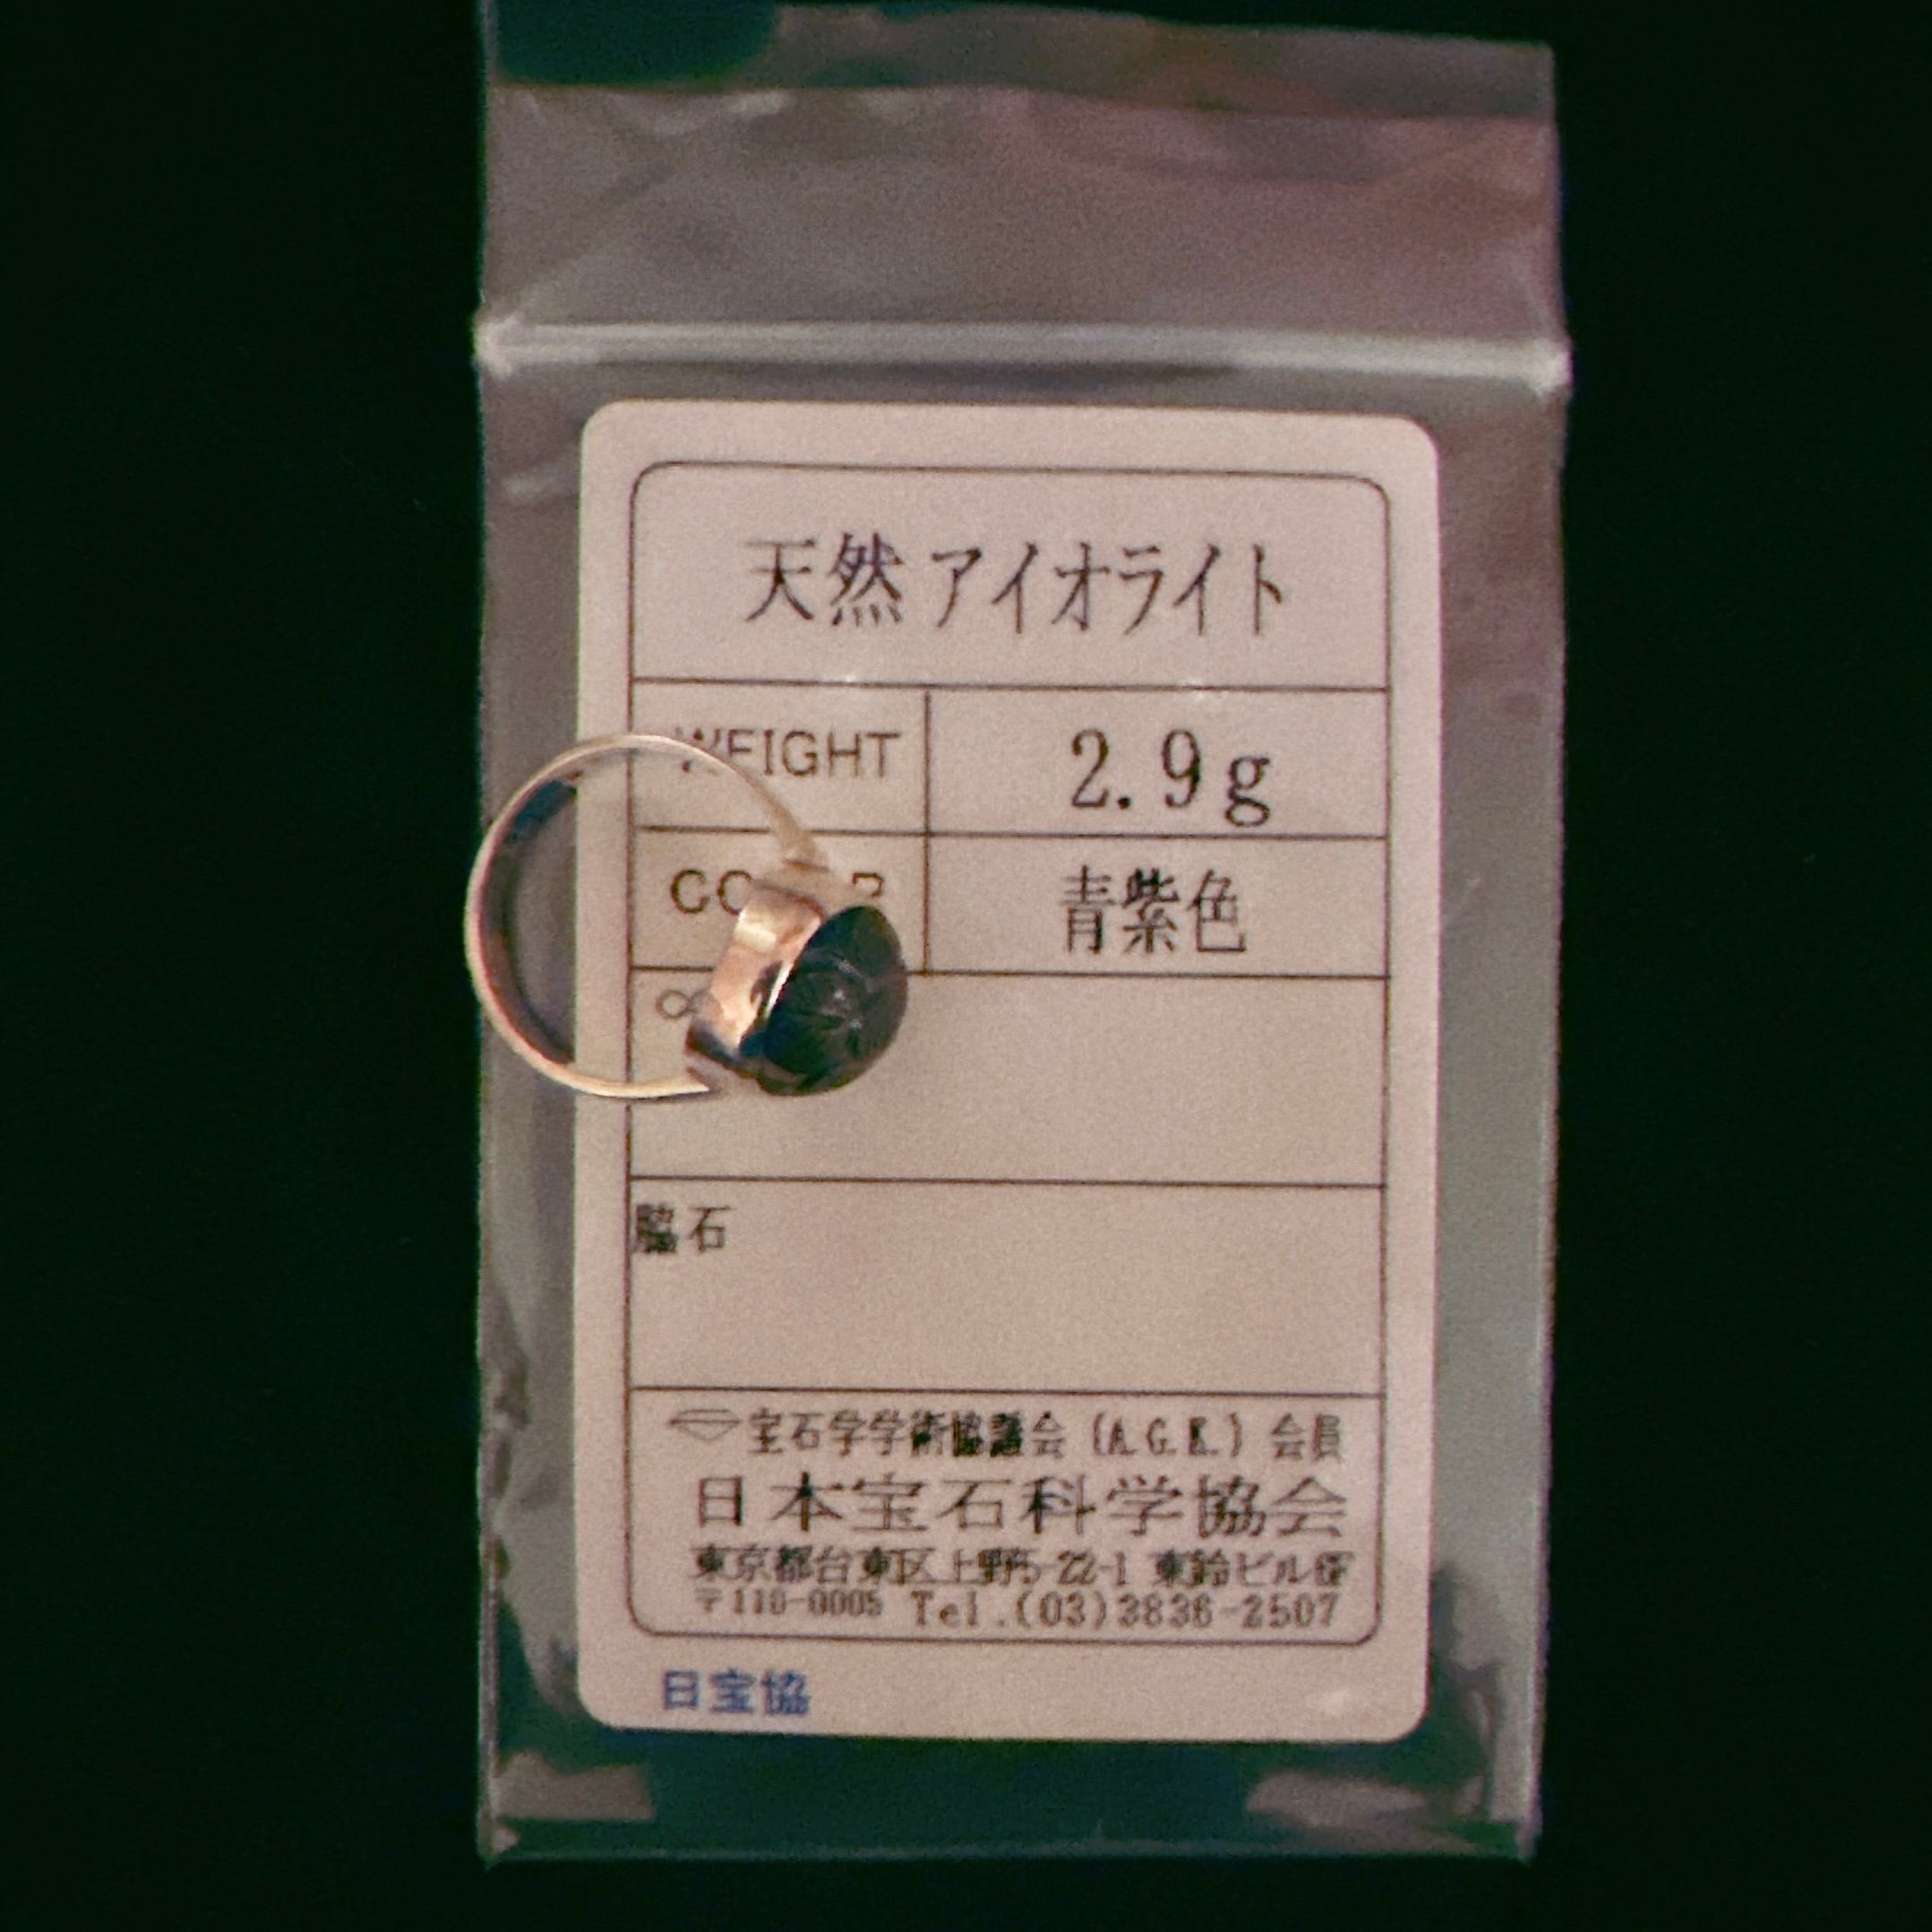 天然 アイオライト
WEIGHT 2.9g
青紫色
脇石
宝石学学術協議会 (A.G.K.) 会員
日本宝石科学協会
東京都台東区上野5-22-1 東鈴ビル6F
〒110-0005 Tel.(03)3836-2507
日宝協